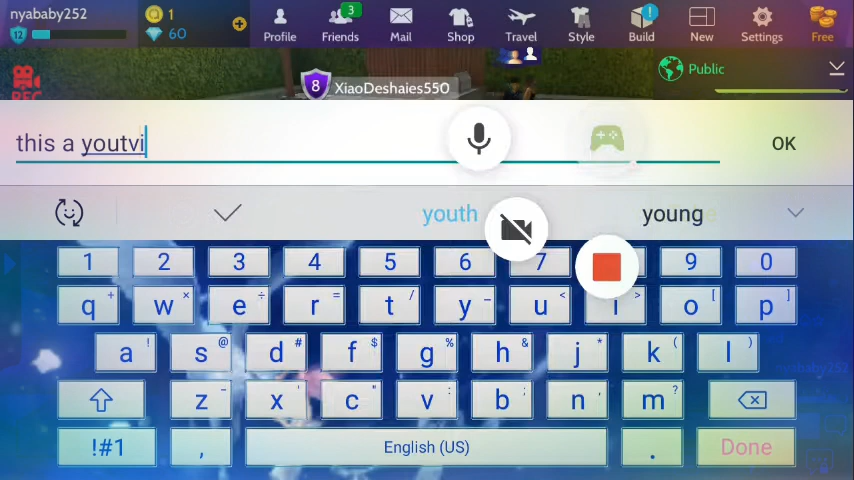 nyababy252
12
1
60
Profile
3
Friends
Mail
Shop
Travel
Style
!
Build
New
Settings
Free
REC
8 XiaoDeshaies550
Public
this a youtvi
OK
youth
young
1 2 3 4 5 6 7 9 0
q + w × e ÷ r = t / y _ u < i > o [ p ]
a ! s @ d # f $ g % h & j * k ( l )
z - x ' c " v : b ; n , m ?
!#1 , English (US) . Done
nyababy252